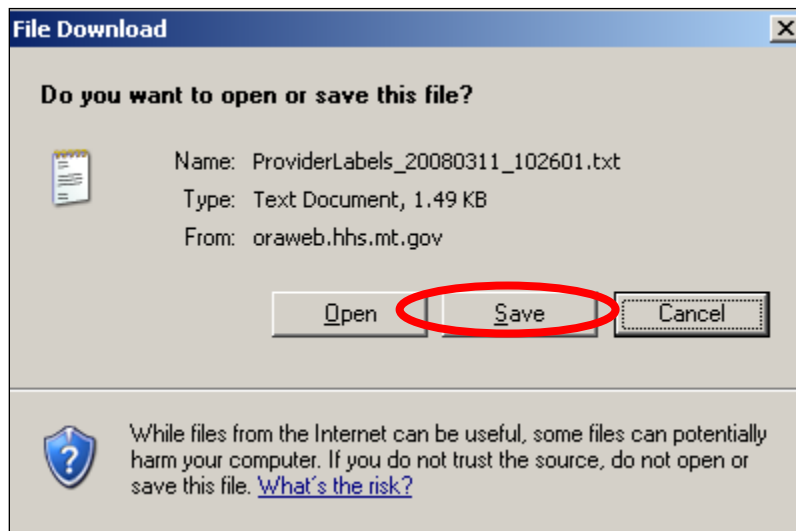 File Download
Do you want to open or save this file?
Name: ProviderLabels_20080311_102601.txt
Type: Text Document, 1.49 KB
From: oraweb.hhs.mt.gov
Open Save Cancel
While files from the Internet can be useful, some files can potentially
harm your computer. If you do not trust the source, do not open or
save this file. What's the risk?